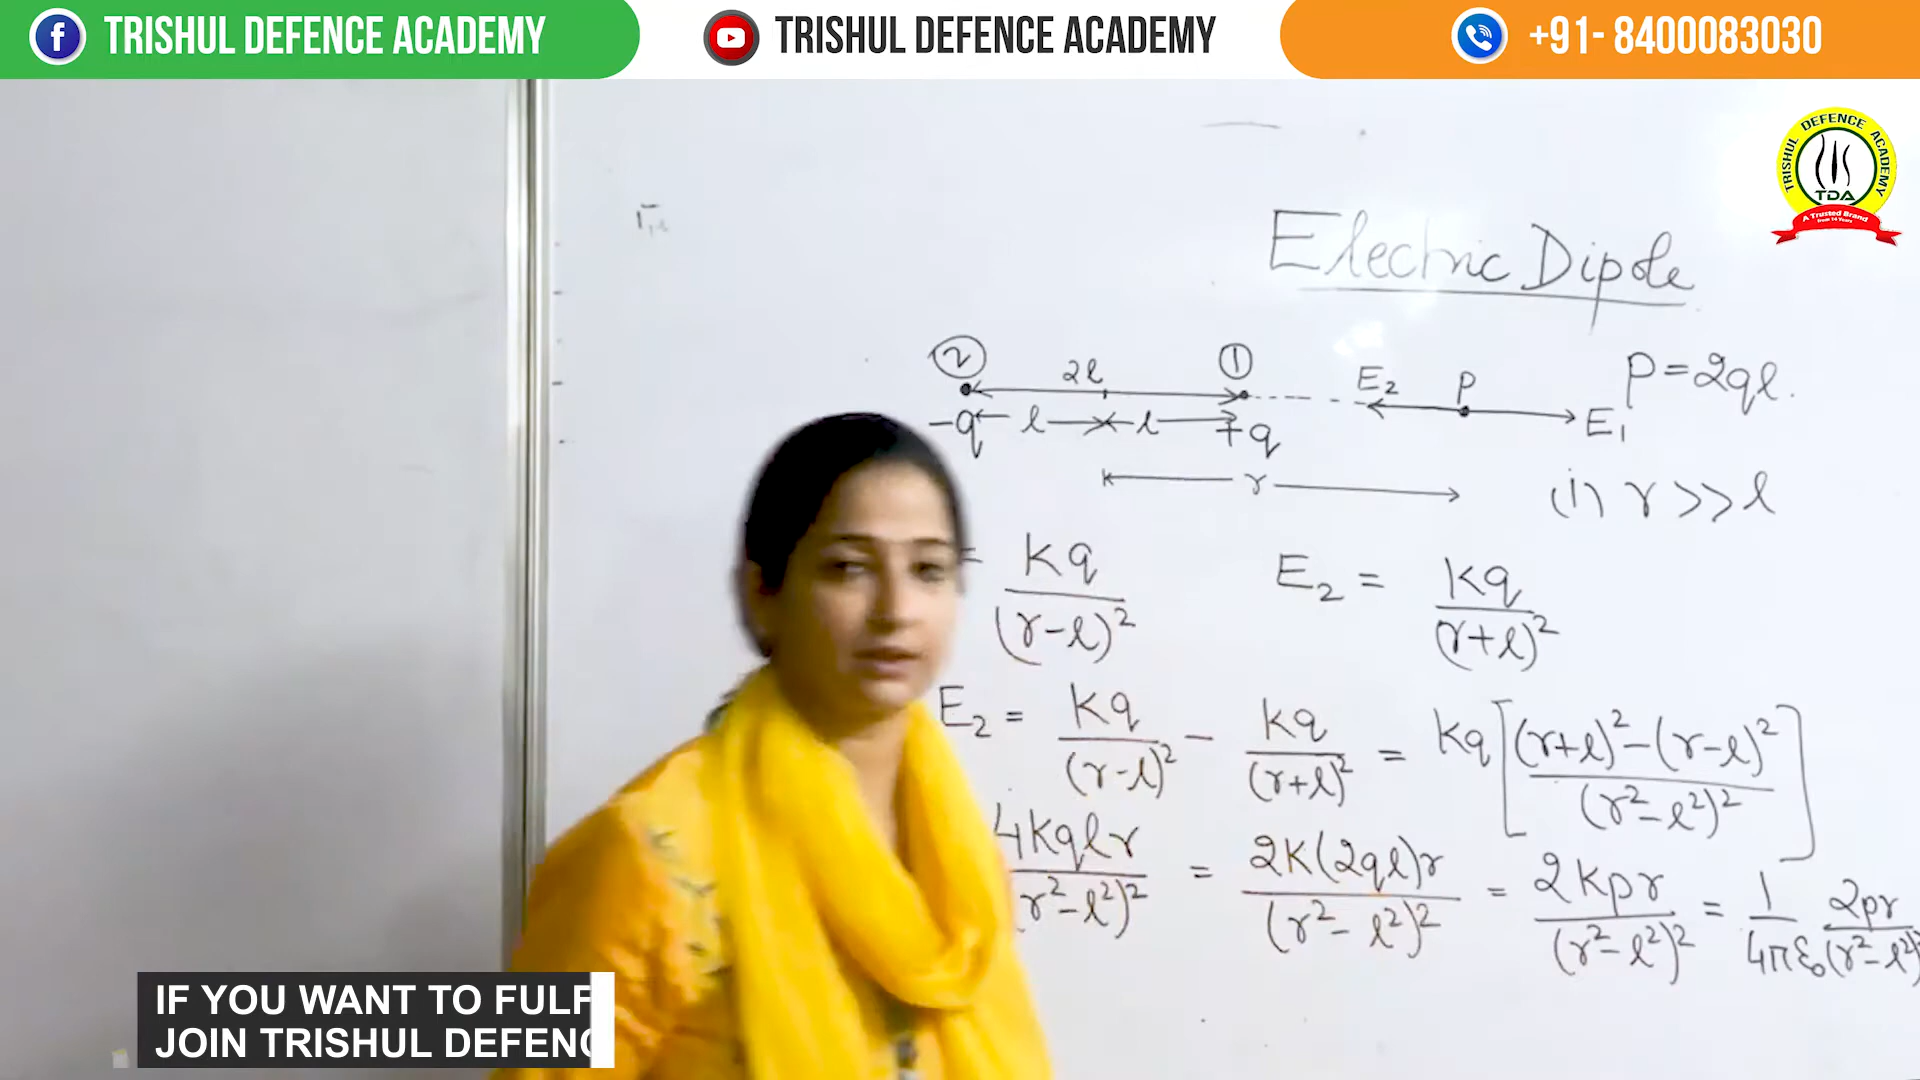 TRISHUL DEFENCE ACADEMY
TRISHUL DEFENCE ACADEMY
+91- 8400083030
TRISHUL DEFENCE ACADEMY
TDA
A Trusted Brand
Electric Dipole
② 2l ① E₂ P E₁ P=2ql.
-q l l +q
r (i) r>>l
= Kq/(r-l)² E₂ = Kq/(r+l)²
E₂ = Kq/(r-l)² - Kq/(r+l)² = Kq[((r+l)²-(r-l)²)/(r²-l²)²]
4Kqlr/(r²-l²)² = 2K(2ql)r/(r²-l²)² = 2Kpr/(r²-l²)² = 1/4πε₀ 2pr/(r²-l²)²
IF YOU WANT TO FULF
JOIN TRISHUL DEFENC